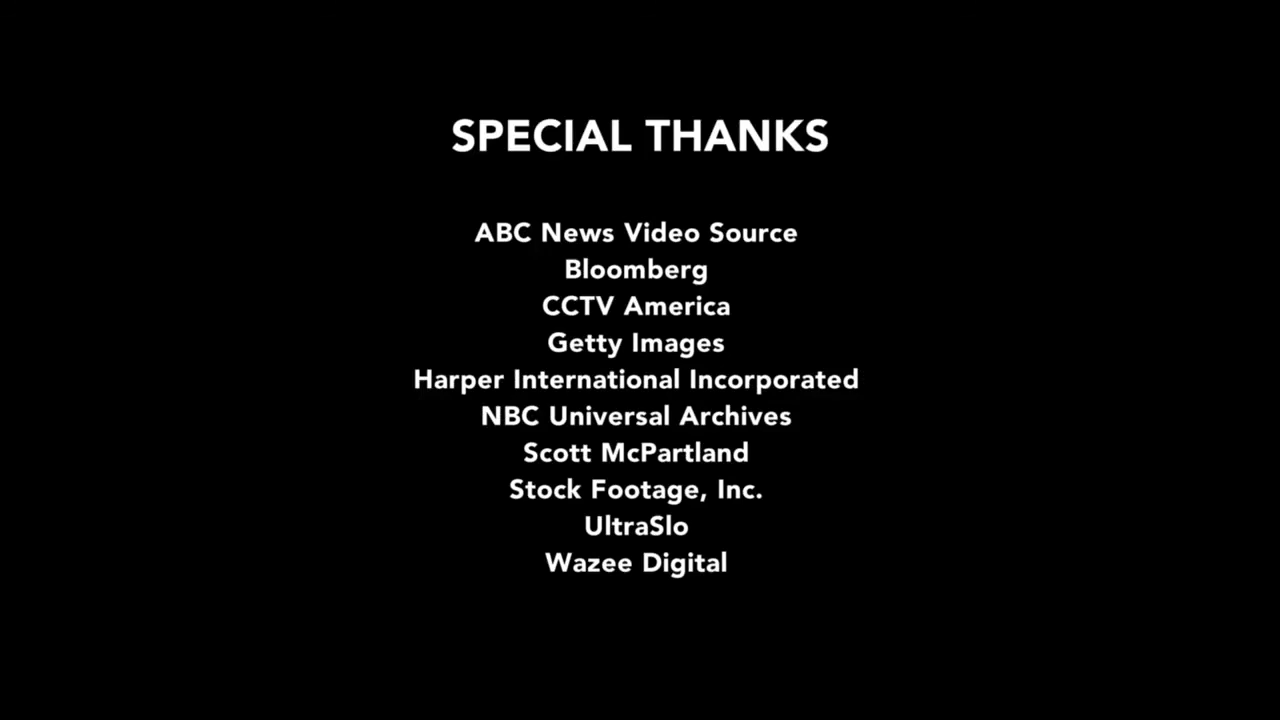 SPECIAL THANKS
ABC News Video Source
Bloomberg
CCTV America
Getty Images
Harper International Incorporated
NBC Universal Archives
Scott McPartland
Stock Footage, Inc.
UltraSlo
Wazee Digital